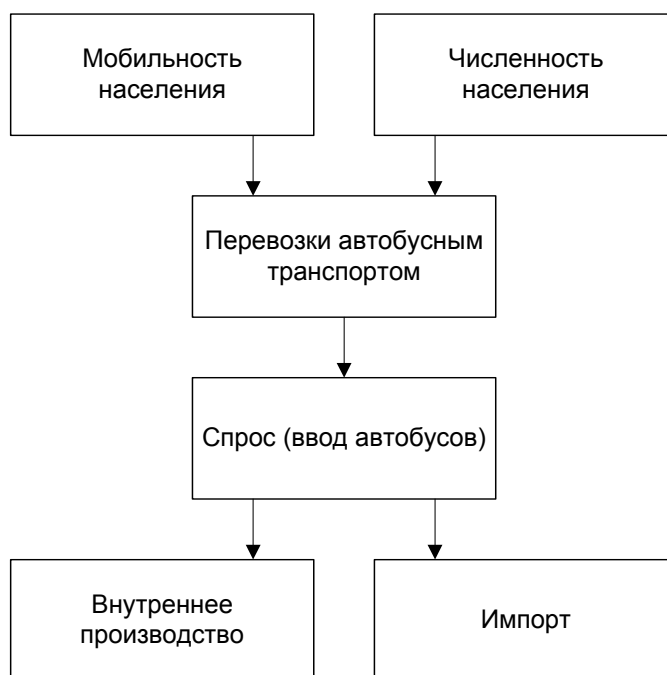 Мобильность
населения
Численность
населения
Перевозки автобусным
транспортом
Спрос (ввод автобусов)
Внутреннее
производство
Импорт